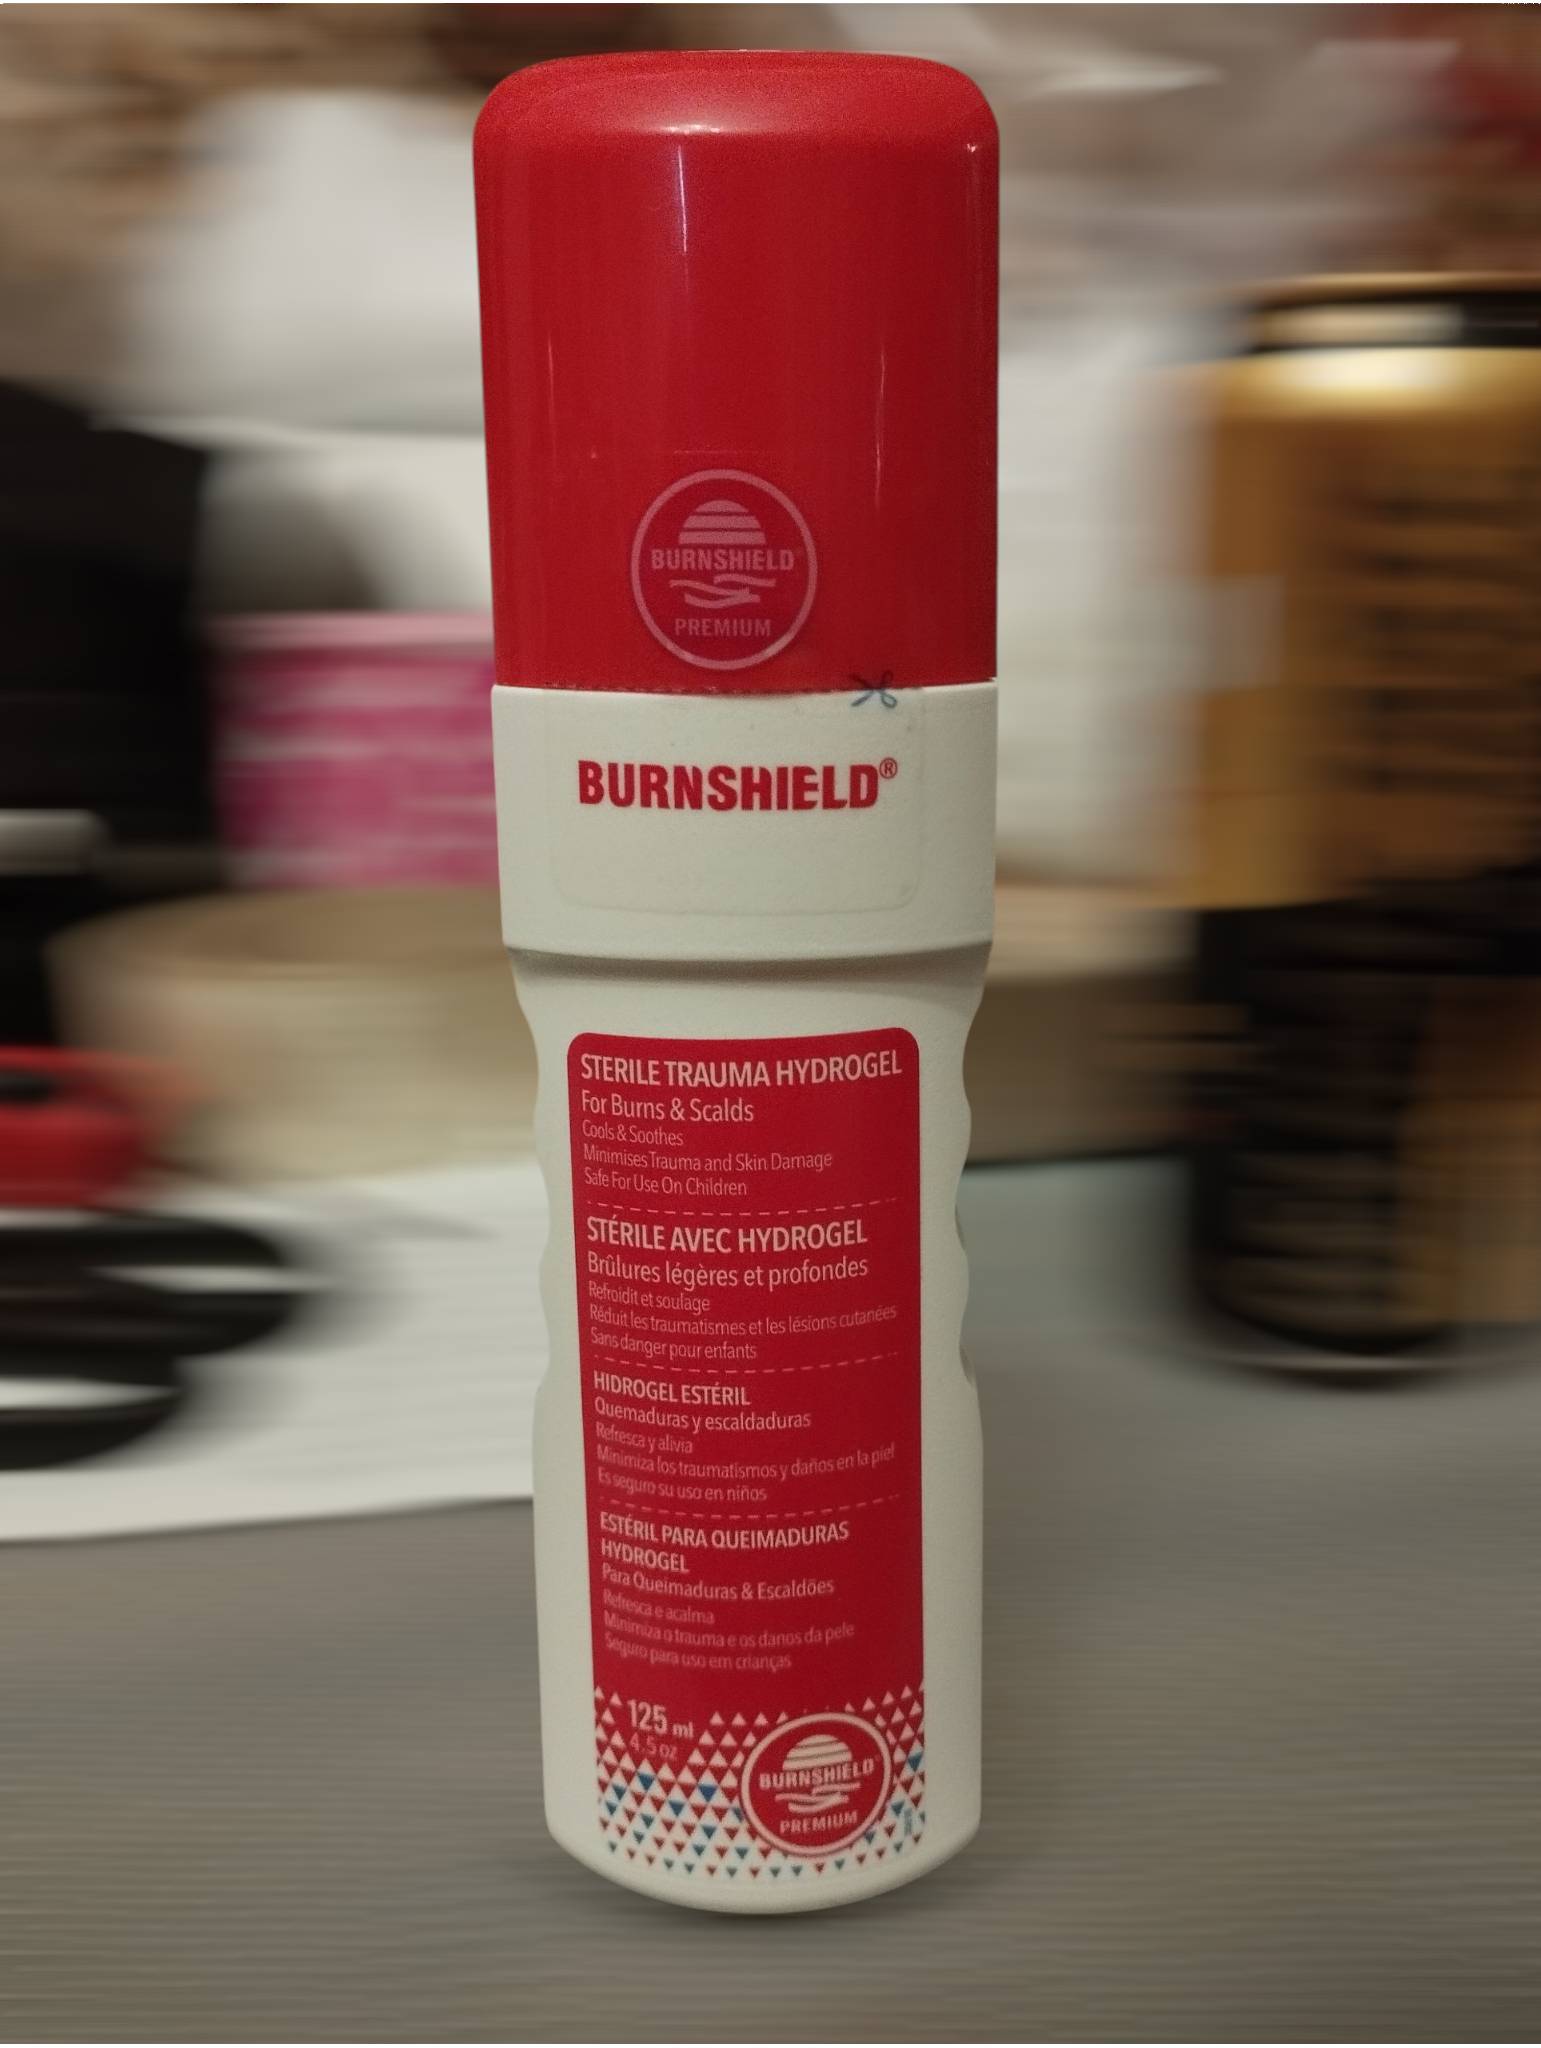 BURNSHIELD
PREMIUM
BURNSHIELD®
STERILE TRAUMA HYDROGEL
For Burns & Scalds
Cools & Soothes
Minimises Trauma and Skin Damage
Safe For Use On Children
STÉRILE AVEC HYDROGEL
Brûlures légères et profondes
Refroidit et soulage
Réduit les traumatismes et les lésions cutanées
Sans danger pour enfants
HIDROGEL ESTÉRIL
Quemaduras y escaldaduras
Refresca y alivia
Minimiza los traumatismos y daños en la piel
Es seguro su uso en niños
ESTÉRIL PARA QUEIMADURAS
HYDROGEL
Para Queimaduras & Escaldões
Refresca e acalma
Minimiza o trauma e os danos da pele
Seguro para uso em crianças
125 ml
4.5 oz
BURNSHIELD
PREMIUM